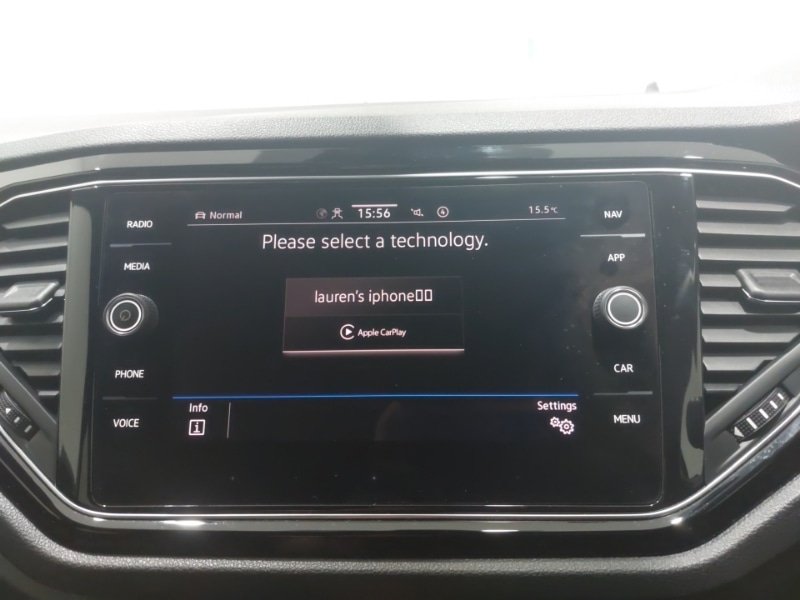 RADIO
MEDIA
PHONE
VOICE
Normal
15:56
15.5°C
Please select a technology.
lauren's iphone▯▯
Apple CarPlay
Info
Settings
NAV
APP
CAR
MENU